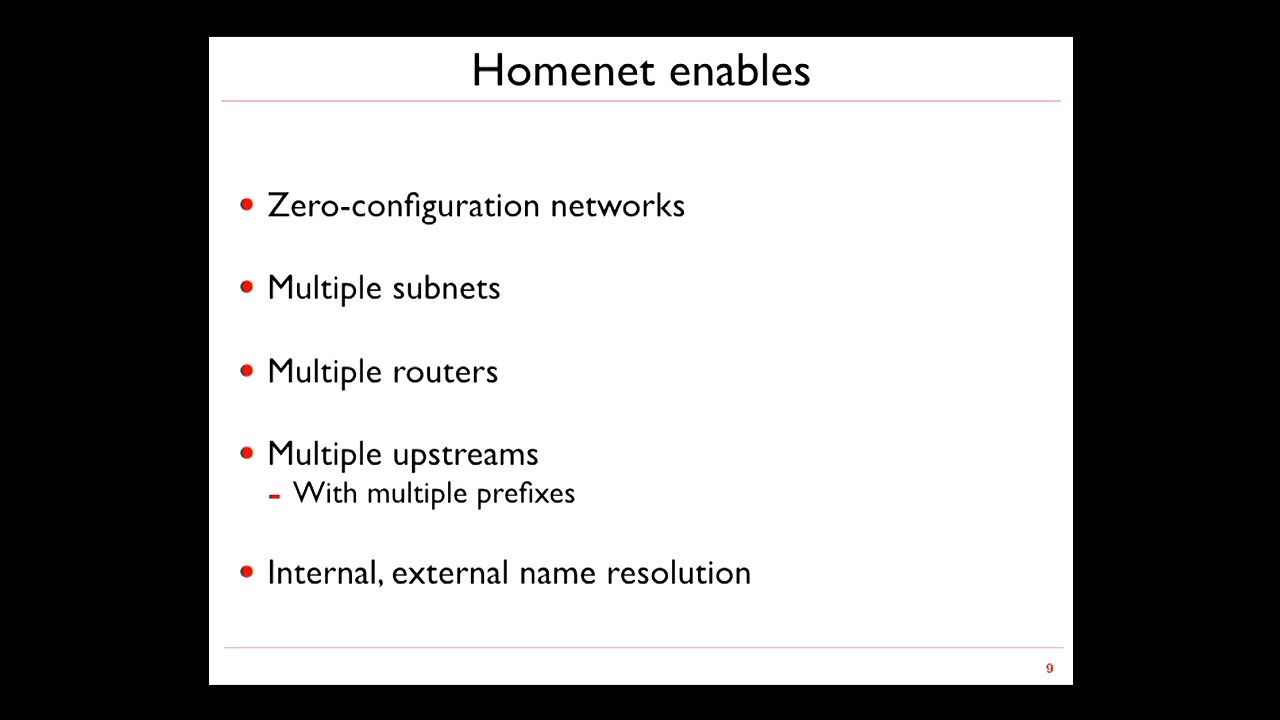 Homenet enables
• Zero-configuration networks
• Multiple subnets
• Multiple routers
• Multiple upstreams
- With multiple prefixes
• Internal, external name resolution
9